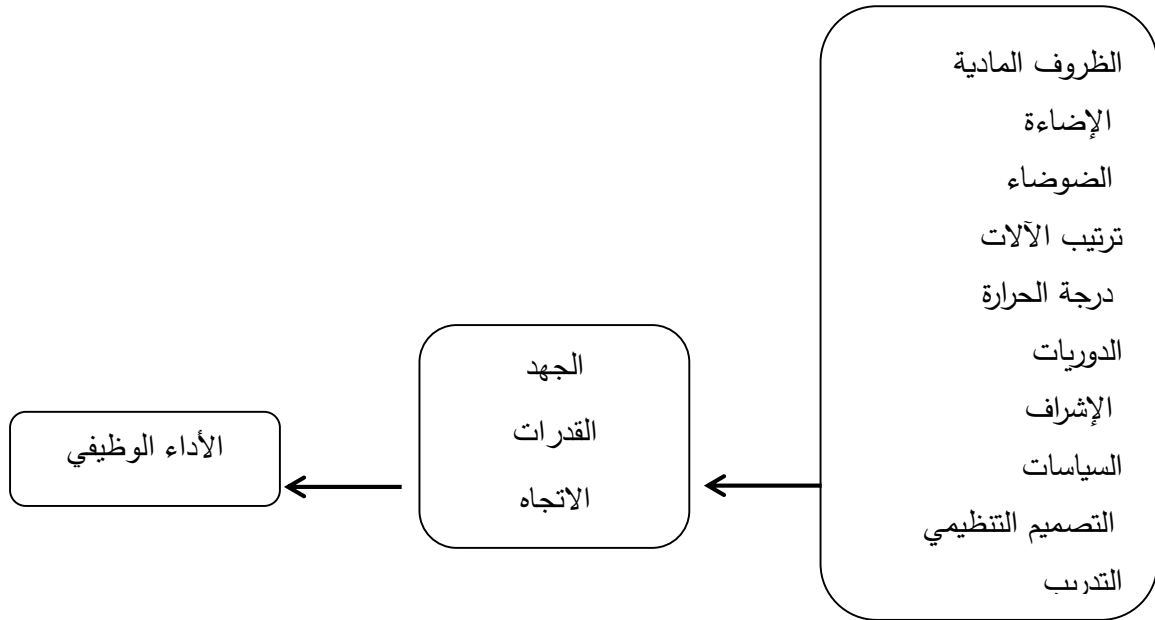 الظروف المادية
الإضاءة
الضوضاء
ترتيب الآلات
درجة الحرارة
الدوريات
الإشراف
السياسات
التصميم التنظيمي
التدريب
الجهد
القدرات
الاتجاه
الأداء الوظيفي